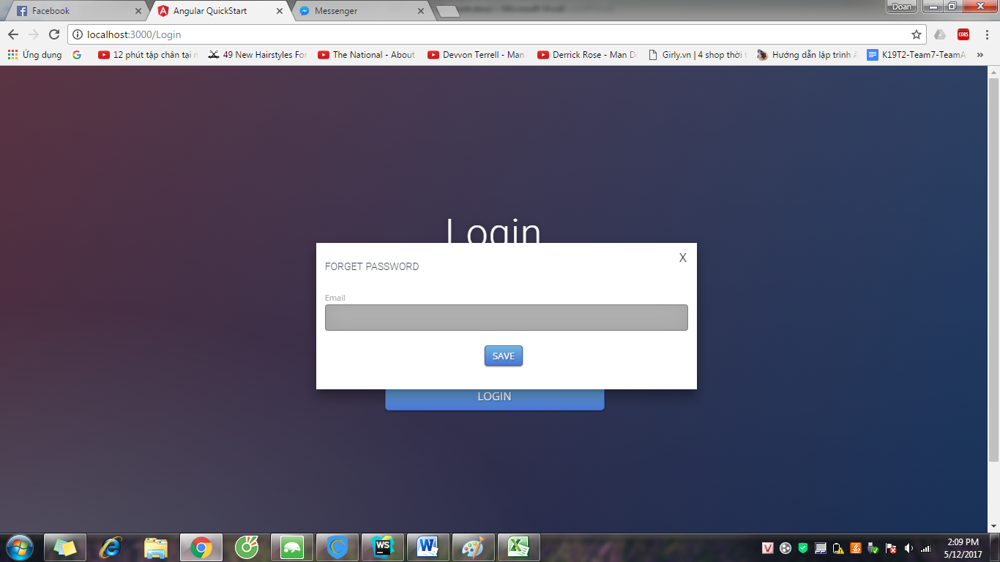 Facebook
Angular QuickStart
Messenger
Doan
localhost:3000/Login
CORS
Ứng dụng
12 phút tập chân tại n
49 New Hairstyles For
The National - About
Devvon Terrell - Man
Derrick Rose - Man Do
Girly.vn | 4 shop thời t
Hướng dẫn lập trình A
K19T2-Team7-TeamA
»
Login
X
FORGET PASSWORD
Email
SAVE
LOGIN
WS
2:09 PM
5/12/2017